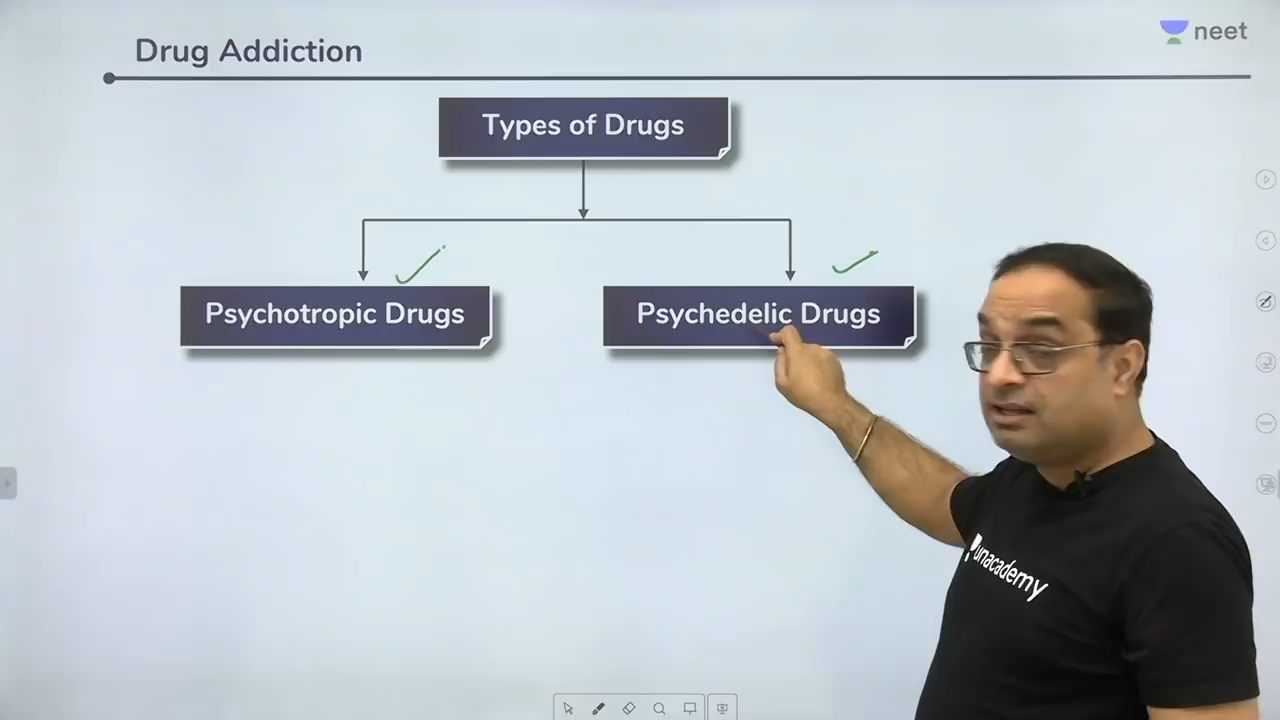 Drug Addiction
neet
Types of Drugs
Psychotropic Drugs
Psychedelic Drugs
unacademy